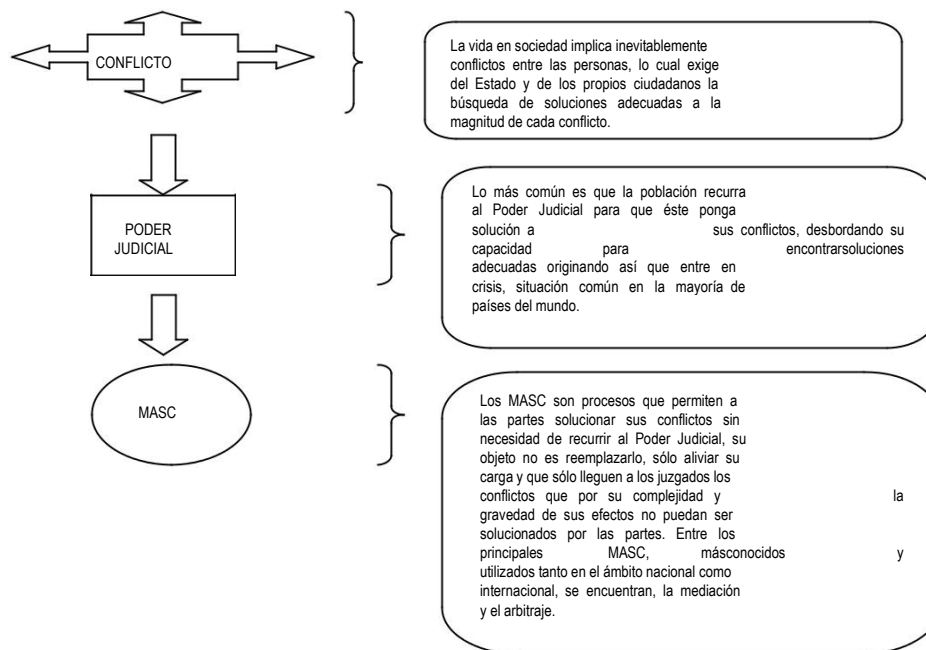 CONFLICTO
La vida en sociedad implica inevitablemente
conflictos entre las personas, lo cual exige
del Estado y de los propios ciudadanos la
búsqueda de soluciones adecuadas a la
magnitud de cada conflicto.
PODER
JUDICIAL
Lo más común es que la población recurra
al Poder Judicial para que éste ponga
solución a sus conflictos, desbordando su
capacidad para encontrarsoluciones
adecuadas originando así que entre en
crisis, situación común en la mayoría de
países del mundo.
MASC
Los MASC son procesos que permiten a
las partes solucionar sus conflictos sin
necesidad de recurrir al Poder Judicial, su
objeto no es reemplazarlo, sólo aliviar su
carga y que sólo lleguen a los juzgados los
conflictos que por su complejidad y la
gravedad de sus efectos no puedan ser
solucionados por las partes. Entre los
principales MASC, másconocidos y
utilizados tanto en el ámbito nacional como
internacional, se encuentran, la mediación
y el arbitraje.